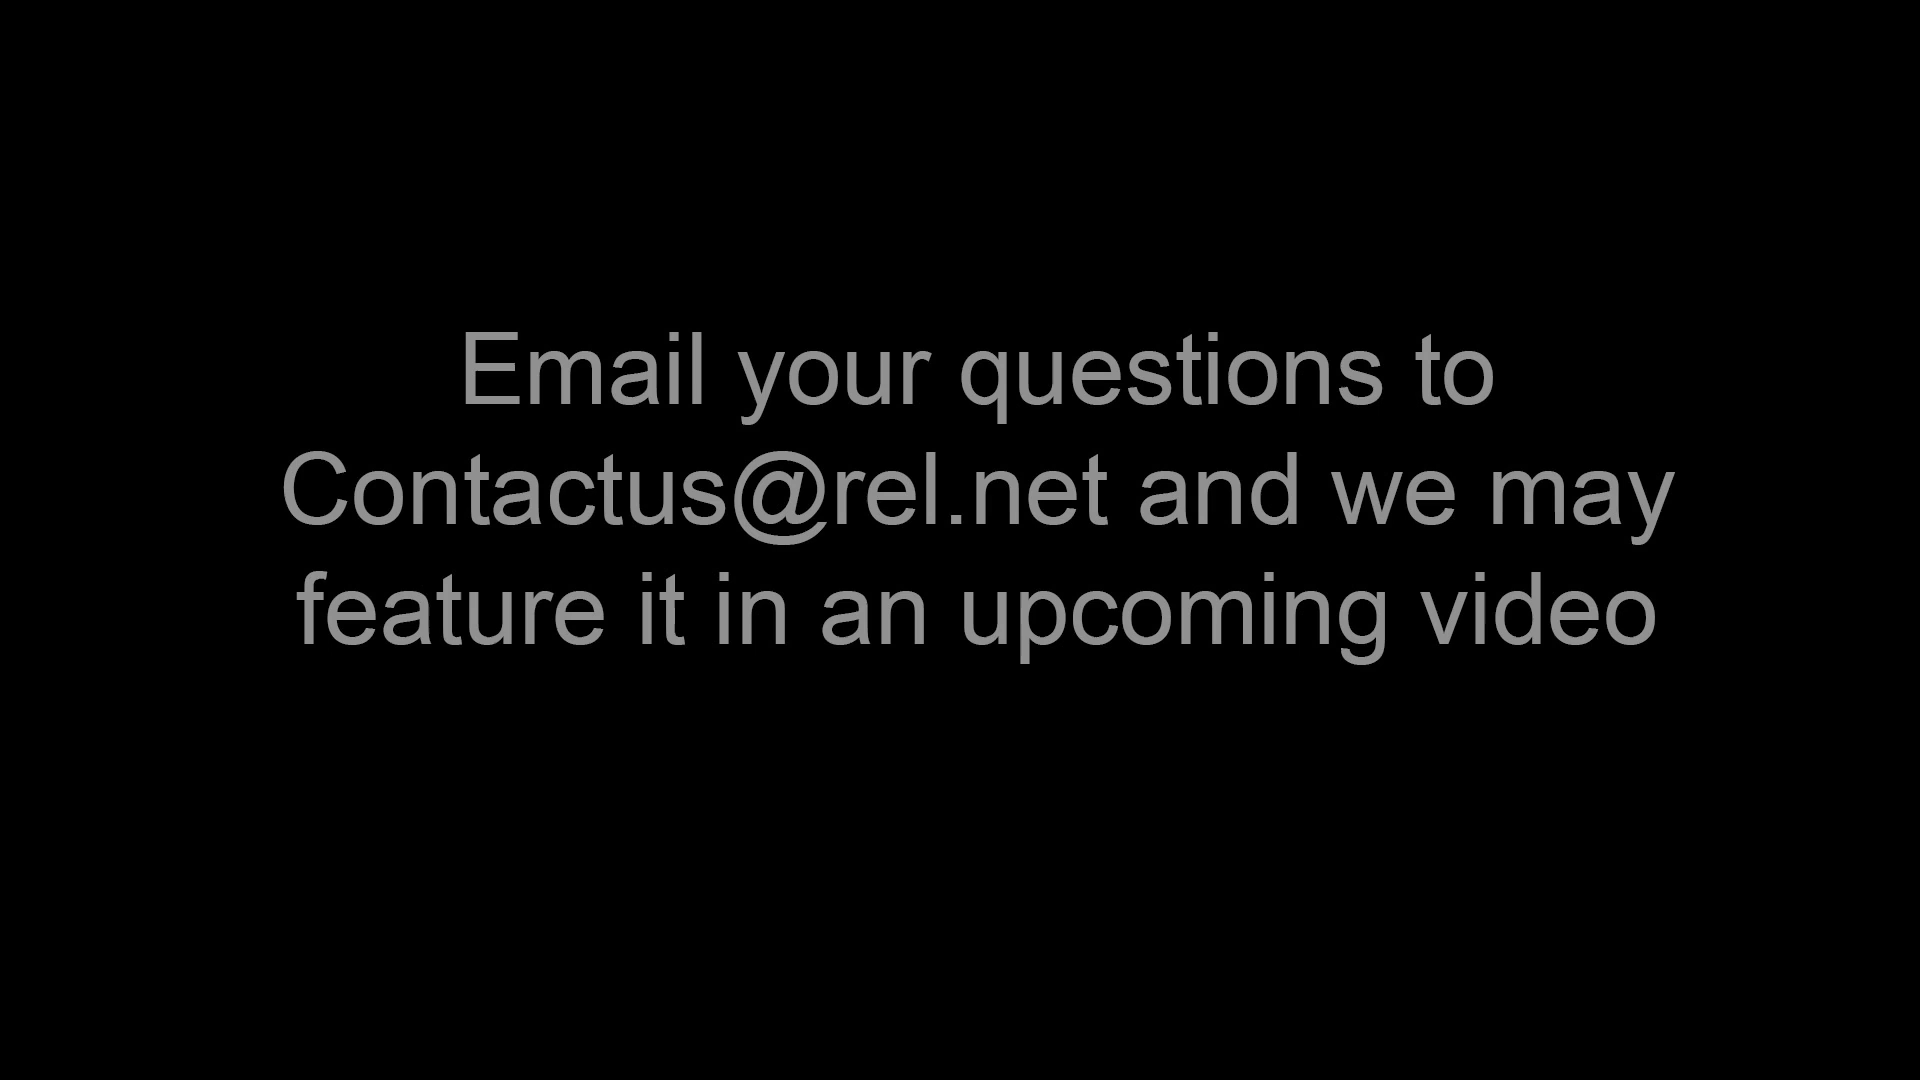 Email your questions to
Contactus@rel.net and we may
feature it in an upcoming video